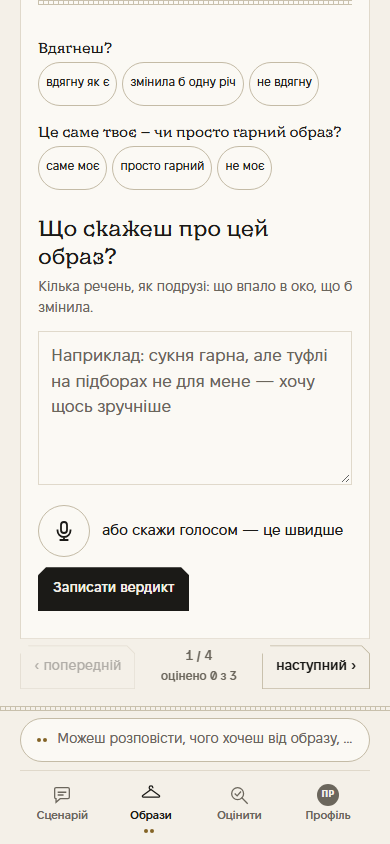 Вдягнеш?
вдягну як є змінила б одну річ не вдягну
Це саме твоє — чи просто гарний образ?
саме моє просто гарний не моє
Що скажеш про цей
образ?
Кілька речень, як подрузі: що впало в око, що б
змінила.
Наприклад: сукня гарна, але туфлі
на підборах не для мене — хочу
щось зручніше
або скажи голосом — це швидше
Записати вердикт
‹ попередній 1 / 4 наступний ›
оцінено 0 з 3
Можеш розповісти, чого хочеш від образу, ...
ПР
Сценарій Образи Оцінити Профіль